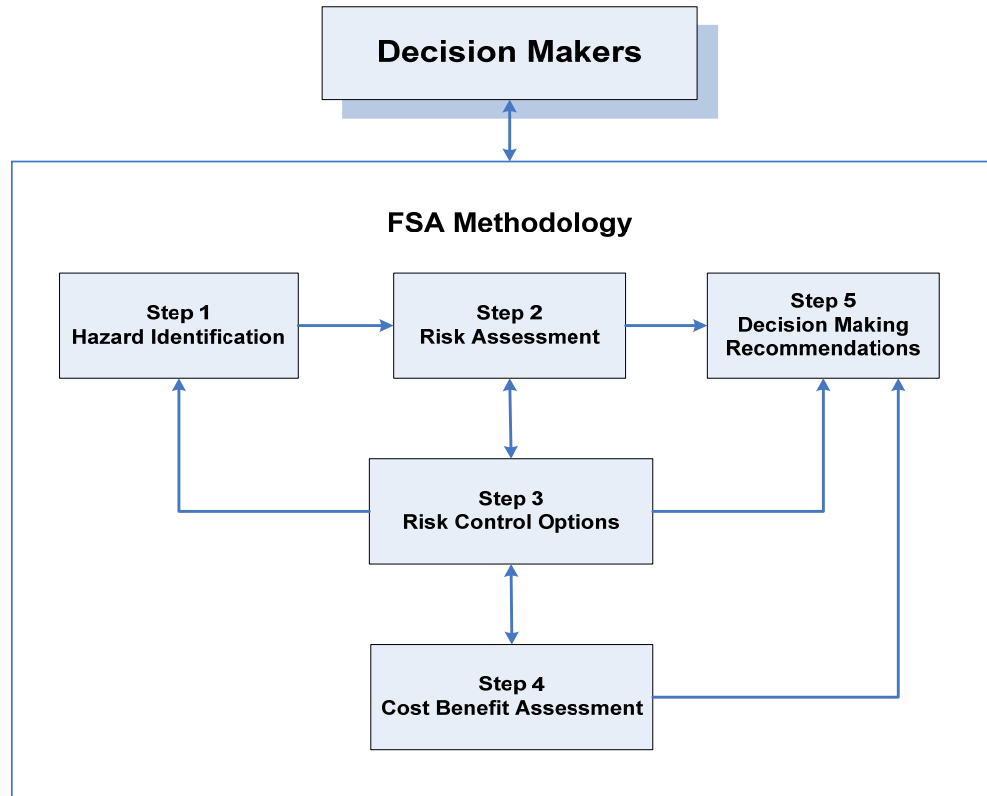 Decision Makers
FSA Methodology
Step 1
Hazard Identification
Step 2
Risk Assessment
Step 5
Decision Making
Recommendations
Step 3
Risk Control Options
Step 4
Cost Benefit Assessment